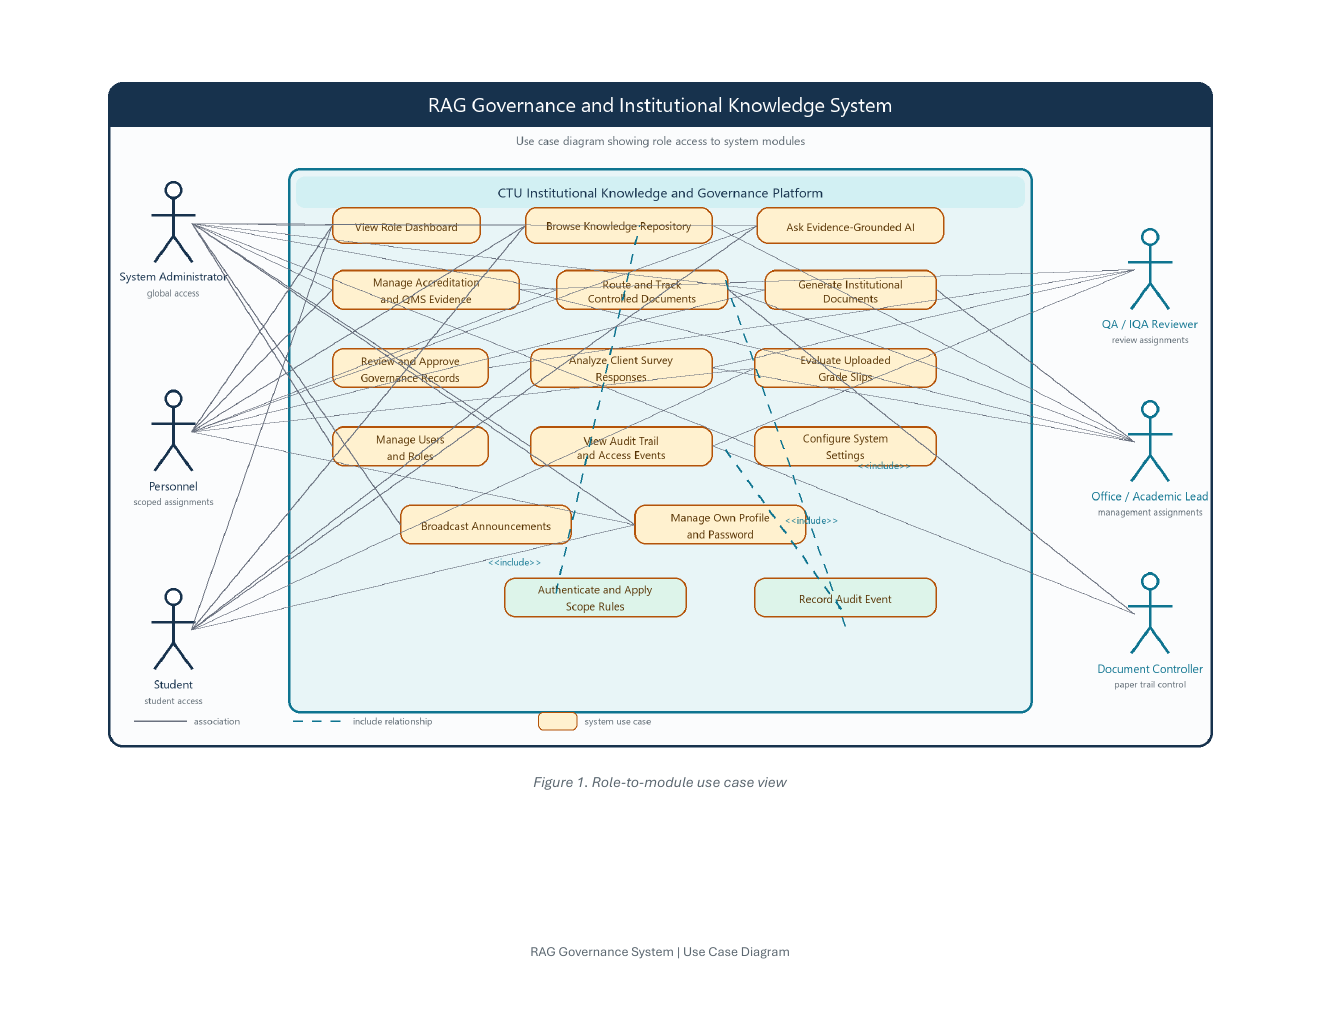 RAG Governance and Institutional Knowledge System
Use case diagram showing role access to system modules
CTU Institutional Knowledge and Governance Platform
View Role Dashboard
Browse Knowledge Repository
Ask Evidence-Grounded AI
System Administrator
global access
Manage Accreditation
and QMS Evidence
Route and Track
Controlled Documents
Generate Institutional
Documents
QA / IQA Reviewer
review assignments
Review and Approve
Governance Records
Analyze Client Survey
Responses
Evaluate Uploaded
Grade Slips
Manage Users
and Roles
View Audit Trail
and Access Events
Configure System
Settings
<<include>>
Personnel
scoped assignments
Office / Academic Lead
management assignments
Broadcast Announcements
Manage Own Profile
and Password
<<include>>
<<include>>
Authenticate and Apply
Scope Rules
Record Audit Event
Student
student access
Document Controller
paper trail control
association
include relationship
system use case
Figure 1. Role-to-module use case view
RAG Governance System | Use Case Diagram